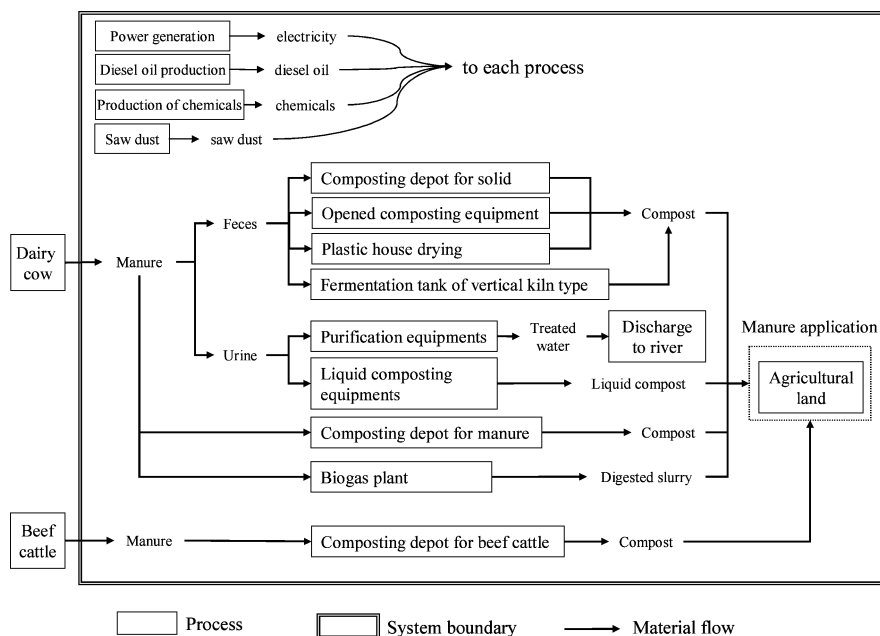 Power generation
electricity
Diesel oil production
diesel oil
to each process
Production of chemicals
chemicals
Saw dust
saw dust
Composting depot for solid
Feces
Opened composting equipment
Compost
Dairy
cow
Manure
Plastic house drying
Fermentation tank of vertical kiln type
Urine
Purification equipments
Treated
water
Discharge
to river
Manure application
Liquid composting
equipments
Liquid compost
Agricultural
land
Composting depot for manure
Compost
Biogas plant
Digested slurry
Beef
cattle
Manure
Composting depot for beef cattle
Compost
Process
System boundary
Material flow